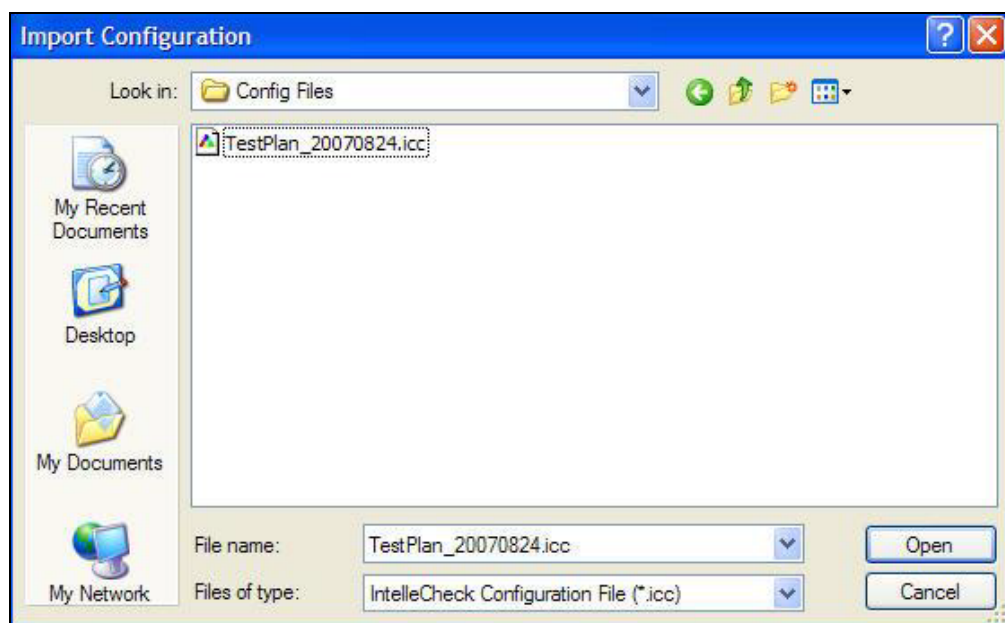 Import Configuration
Look in:
Config Files
TestPlan_20070824.icc
My Recent
Documents
Desktop
My Documents
My Network
File name:
TestPlan_20070824.icc
Open
Files of type:
IntelleCheck Configuration File (*.icc)
Cancel